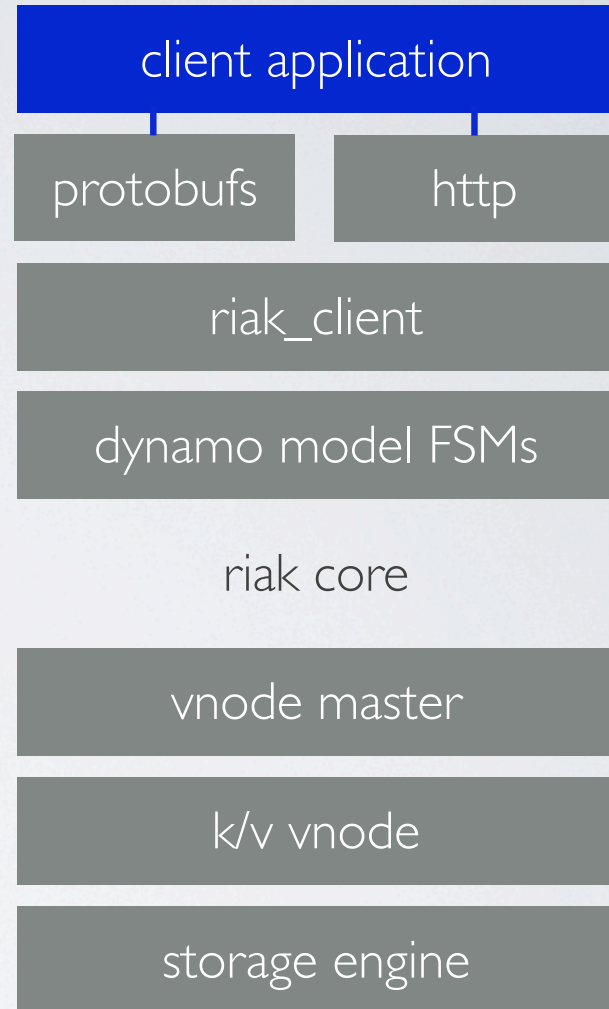 client application
protobufs
http
riak_client
dynamo model FSMs
riak core
vnode master
k/v vnode
storage engine